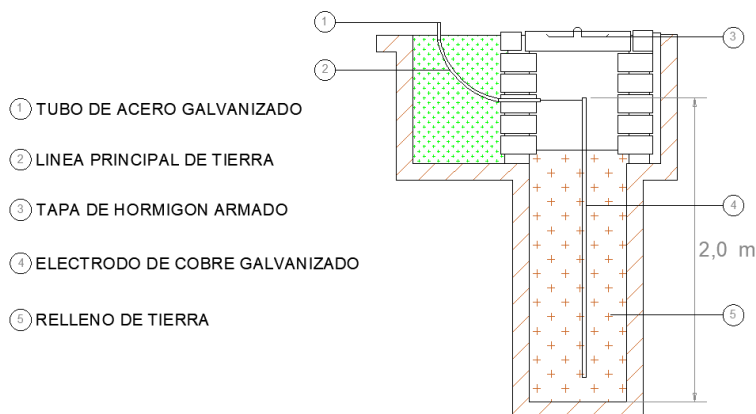 1 TUBO DE ACERO GALVANIZADO
2 LINEA PRINCIPAL DE TIERRA
3 TAPA DE HORMIGON ARMADO
4 ELECTRODO DE COBRE GALVANIZADO
5 RELLENO DE TIERRA
1
2
3
4
2,0 m
5